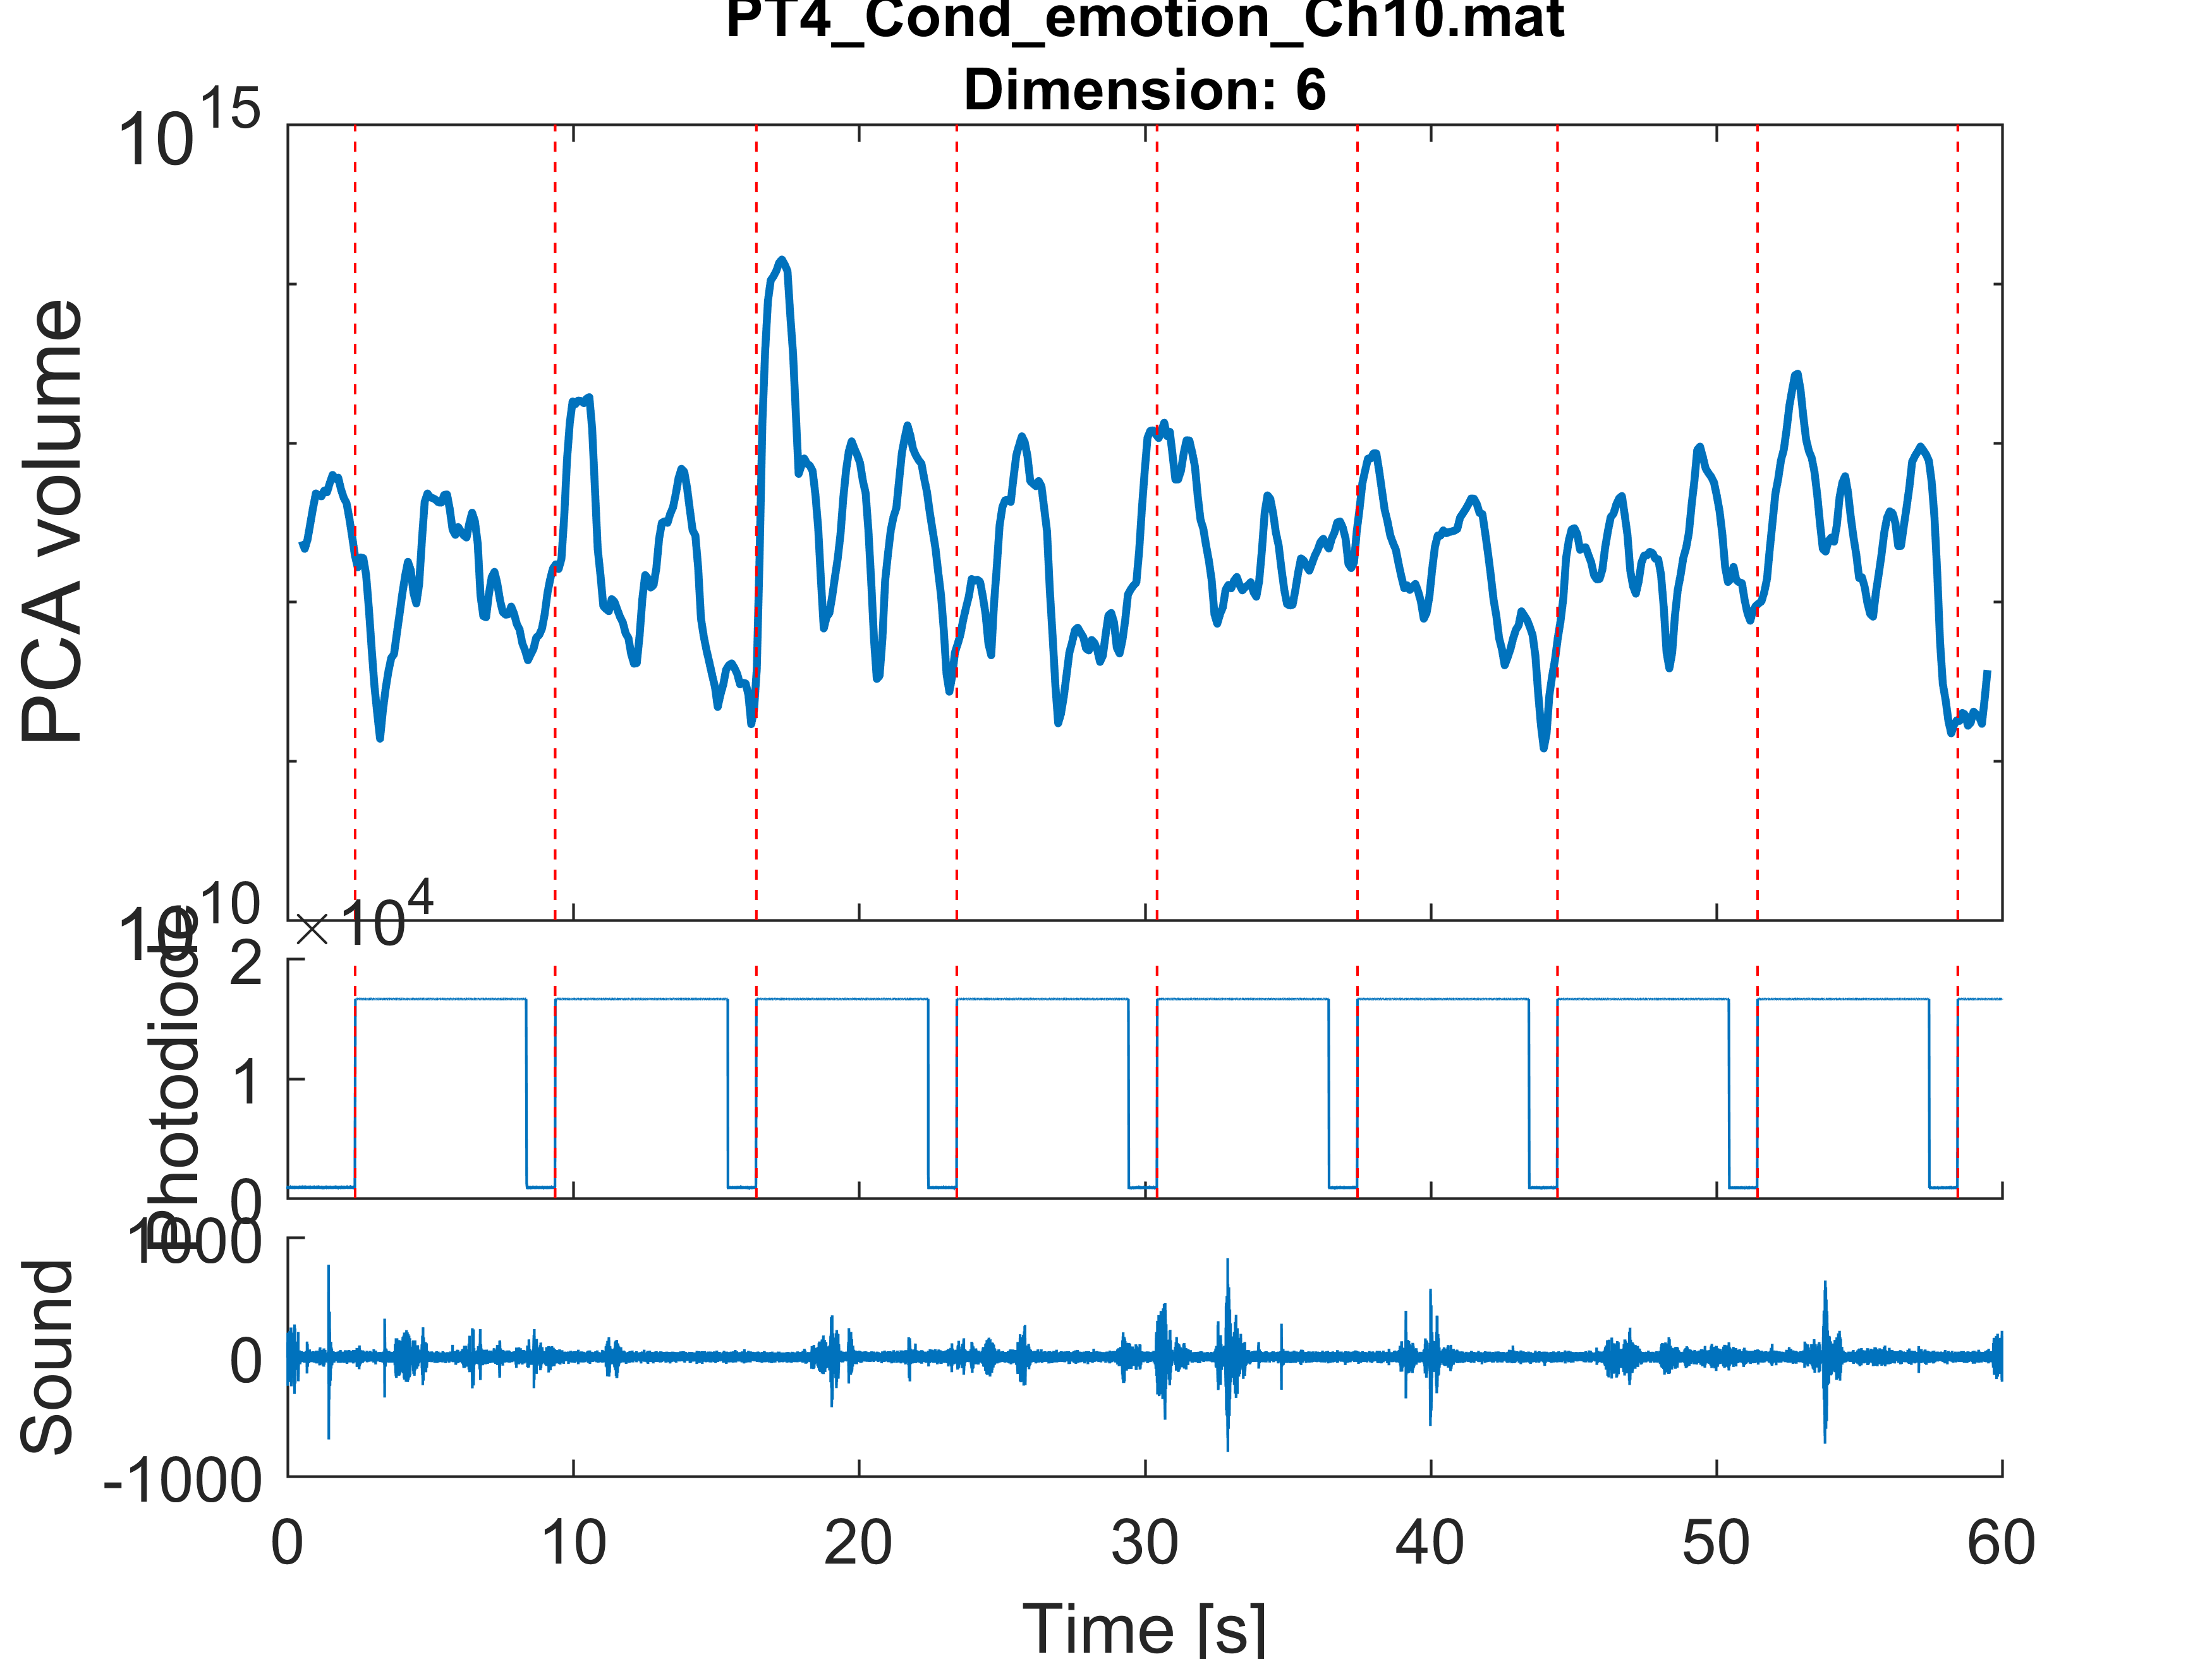 PT4_Cond_emotion_Ch10.mat
Dimension: 6
10^15
PCA volume
10^10
×10^4
2
1
0
Photodiode
1000
0
-1000
Sound
0 10 20 30 40 50 60
Time [s]